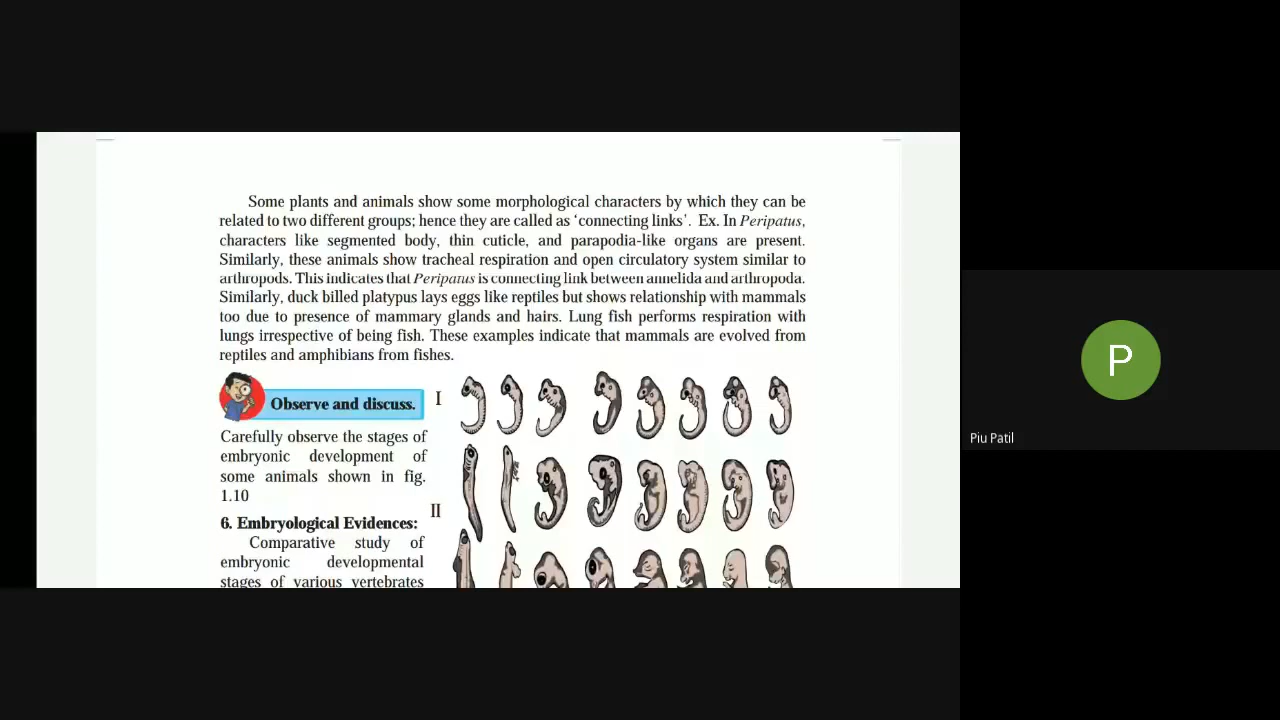 Some plants and animals show some morphological characters by which they can be
related to two different groups; hence they are called as ‘connecting links’. Ex. In Peripatus,
characters like segmented body, thin cuticle, and parapodia-like organs are present.
Similarly, these animals show tracheal respiration and open circulatory system similar to
arthropods. This indicates that Peripatus is connecting link between annelida and arthropoda.
Similarly, duck billed platypus lays eggs like reptiles but shows relationship with mammals
too due to presence of mammary glands and hairs. Lung fish performs respiration with
lungs irrespective of being fish. These examples indicate that mammals are evolved from
reptiles and amphibians from fishes.
Observe and discuss.
I
Carefully observe the stages of
embryonic development of
some animals shown in fig.
1.10
II
6. Embryological Evidences:
Comparative study of
embryonic developmental
stages of various vertebrates
P
Piu Patil